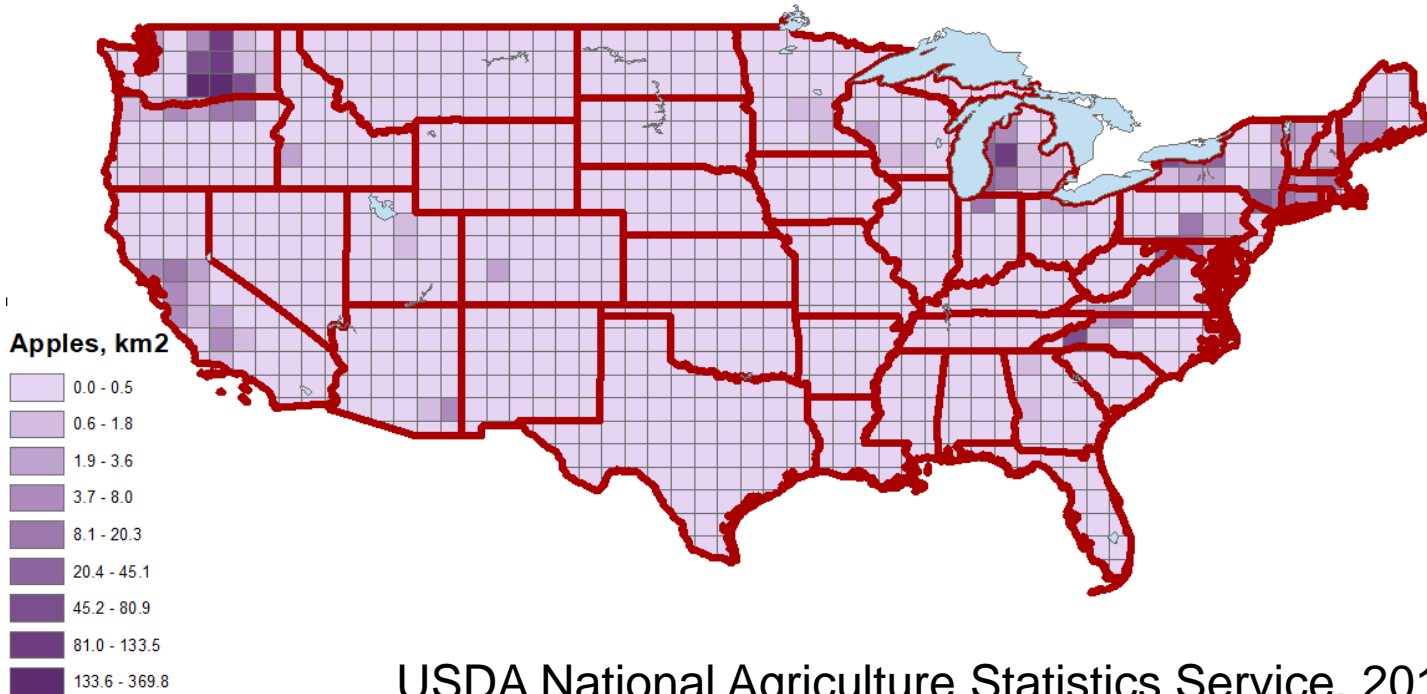 Apples, km2
0.0 - 0.5
0.6 - 1.8
1.9 - 3.6
3.7 - 8.0
8.1 - 20.3
20.4 - 45.1
45.2 - 80.9
81.0 - 133.5
133.6 - 369.8
USDA National Agriculture Statistics Service